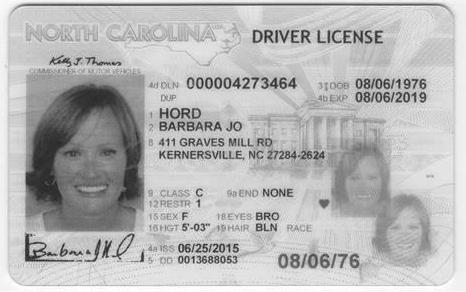 NORTH CAROLINA USA DRIVER LICENSE
Kelly J. Thomas
COMMISSIONER OF MOTOR VEHICLES
4d DLN 000004273464 3 DOB 08/06/1976
DUP 4b EXP 08/06/2019
1 HORD
2 BARBARA JO
8 411 GRAVES MILL RD
KERNERSVILLE, NC 27284-2624
9 CLASS C 9a END NONE
12 RESTR 1
15 SEX F 18 EYES BRO
16 HGT 5'-03" 19 HAIR BLN RACE
4a ISS 06/25/2015
5 DD 0013688053 08/06/76